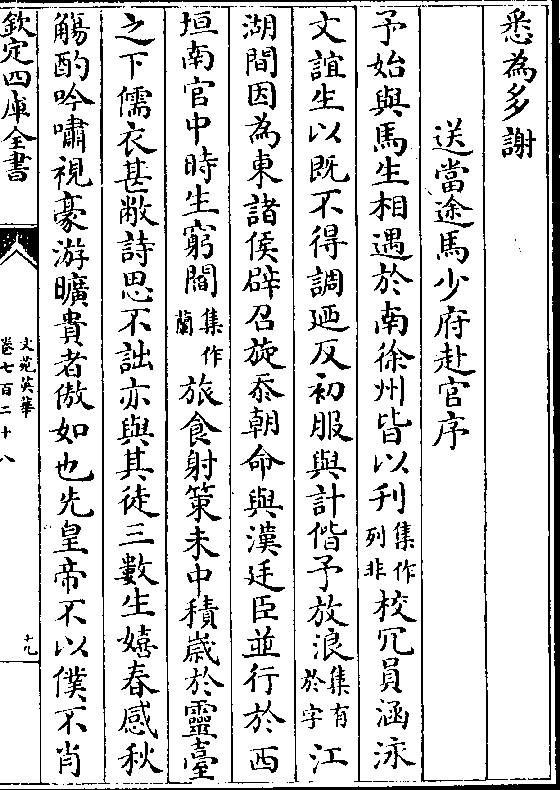 悉為多謝
送當途馬少府赴官序
予始與馬生相遇於南徐州皆以刋集作列非校冗員涵泳
文誼生以既不得調廼反初服與計偕予放浪集有於字江
湖間因為東諸侯辟召旋忝朝命與漢廷臣並行於西
垣南宫中時生窮閻集作蘭旅食射策未中積嵗於靈臺
之下儒衣甚敝詩思不詘亦與其徒三數生嬉春感秋
觴酌吟嘯視豪游曠貴者傲如也先皇帝不以僕不肖
欽定四庫全書
文苑英華
卷七百二十八
十九